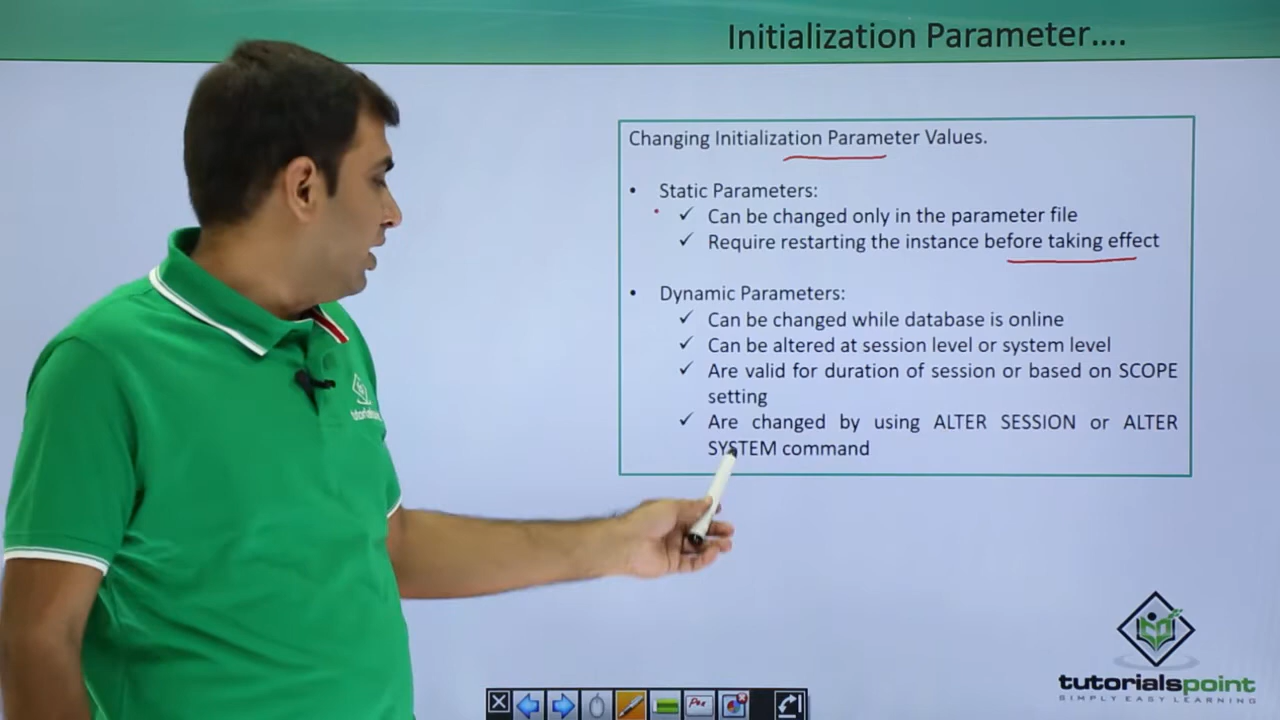 Initialization Parameter....
Changing Initialization Parameter Values.
• Static Parameters:
✓ Can be changed only in the parameter file
✓ Require restarting the instance before taking effect
• Dynamic Parameters:
✓ Can be changed while database is online
✓ Can be altered at session level or system level
✓ Are valid for duration of session or based on SCOPE
setting
✓ Are changed by using ALTER SESSION or ALTER
SYSTEM command
tutorialspoint
SIMPLY EASY LEARNING